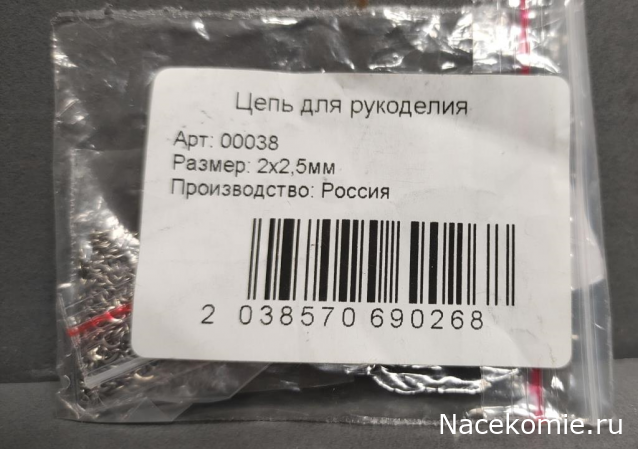 Цепь для рукоделия
Арт: 00038
Размер: 2х2,5мм
Производство: Россия
2 038570 690268
Nacekomie.ru